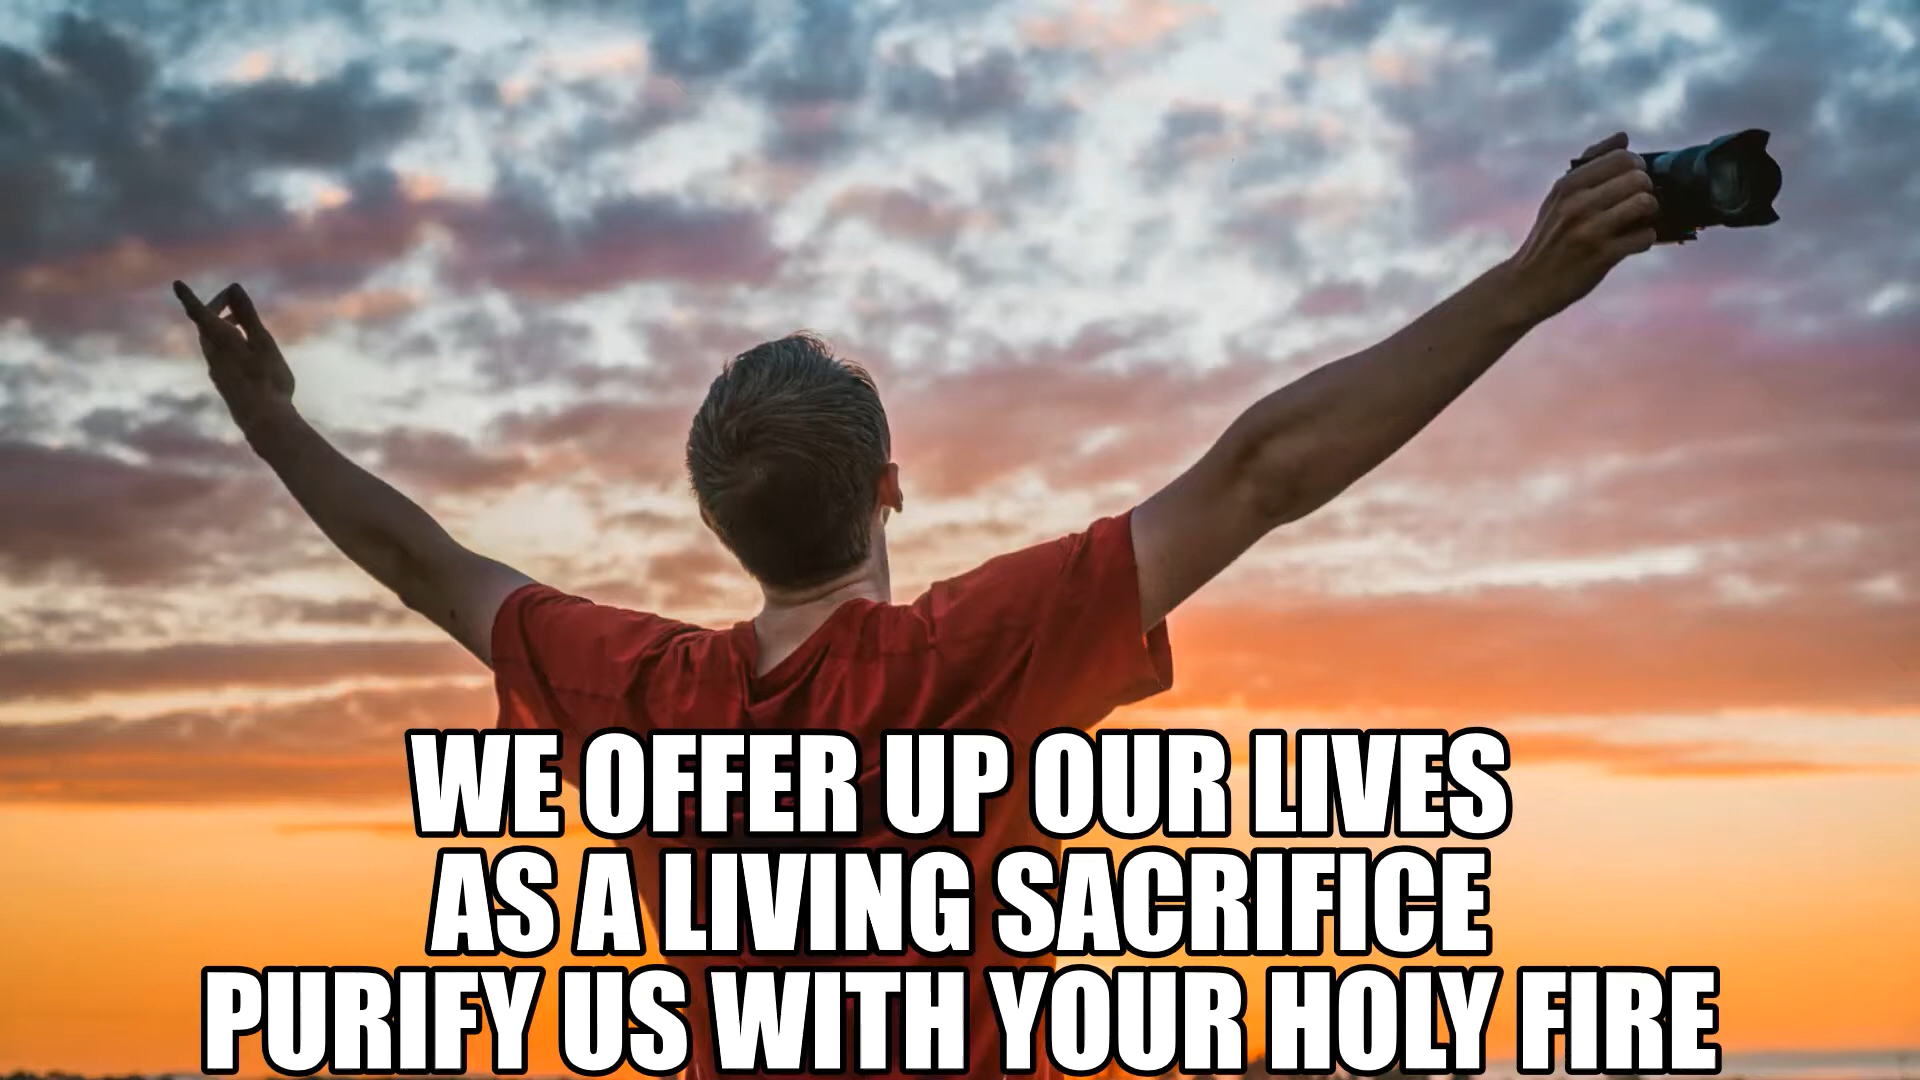 WE OFFER UP OUR LIVES
AS A LIVING SACRIFICE
PURIFY US WITH YOUR HOLY FIRE